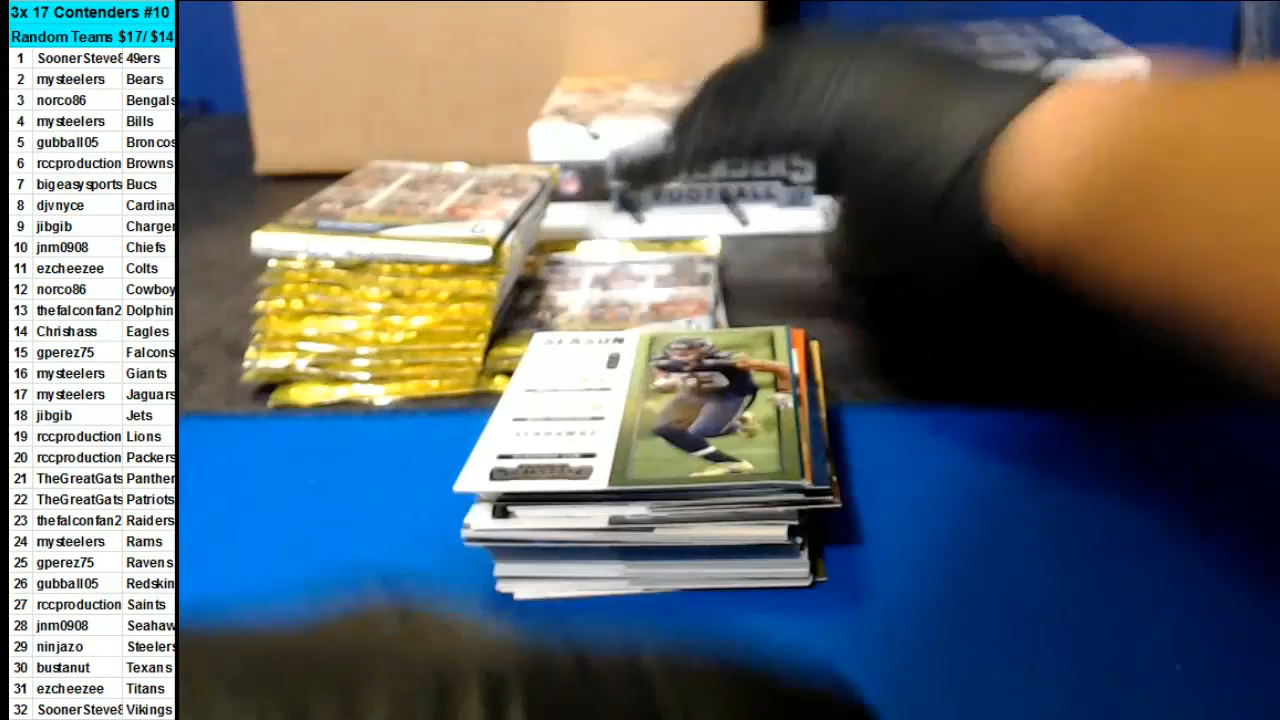 3x 17 Contenders #10
Random Teams $17/ $14
1 SoonerSteve8 49ers
2 mysteelers Bears
3 norco86 Bengals
4 mysteelers Bills
5 gubball05 Broncos
6 rccproduction Browns
7 bigeasysports Bucs
8 djvnyce Cardina
9 jibgib Charger
10 jnm0908 Chiefs
11 ezcheezee Colts
12 norco86 Cowboy
13 thefalconfan2 Dolphin
14 Chrishass Eagles
15 gperez75 Falcons
16 mysteelers Giants
17 mysteelers Jaguars
18 jibgib Jets
19 rccproduction Lions
20 rccproduction Packers
21 TheGreatGats Panther
22 TheGreatGats Patriots
23 thefalconfan2 Raiders
24 mysteelers Rams
25 gperez75 Ravens
26 gubball05 Redskin
27 rccproduction Saints
28 jnm0908 Seahaw
29 ninjazo Steelers
30 bustanut Texans
31 ezcheezee Titans
32 SoonerSteve8 Vikings
FOOTBALL
SEASON